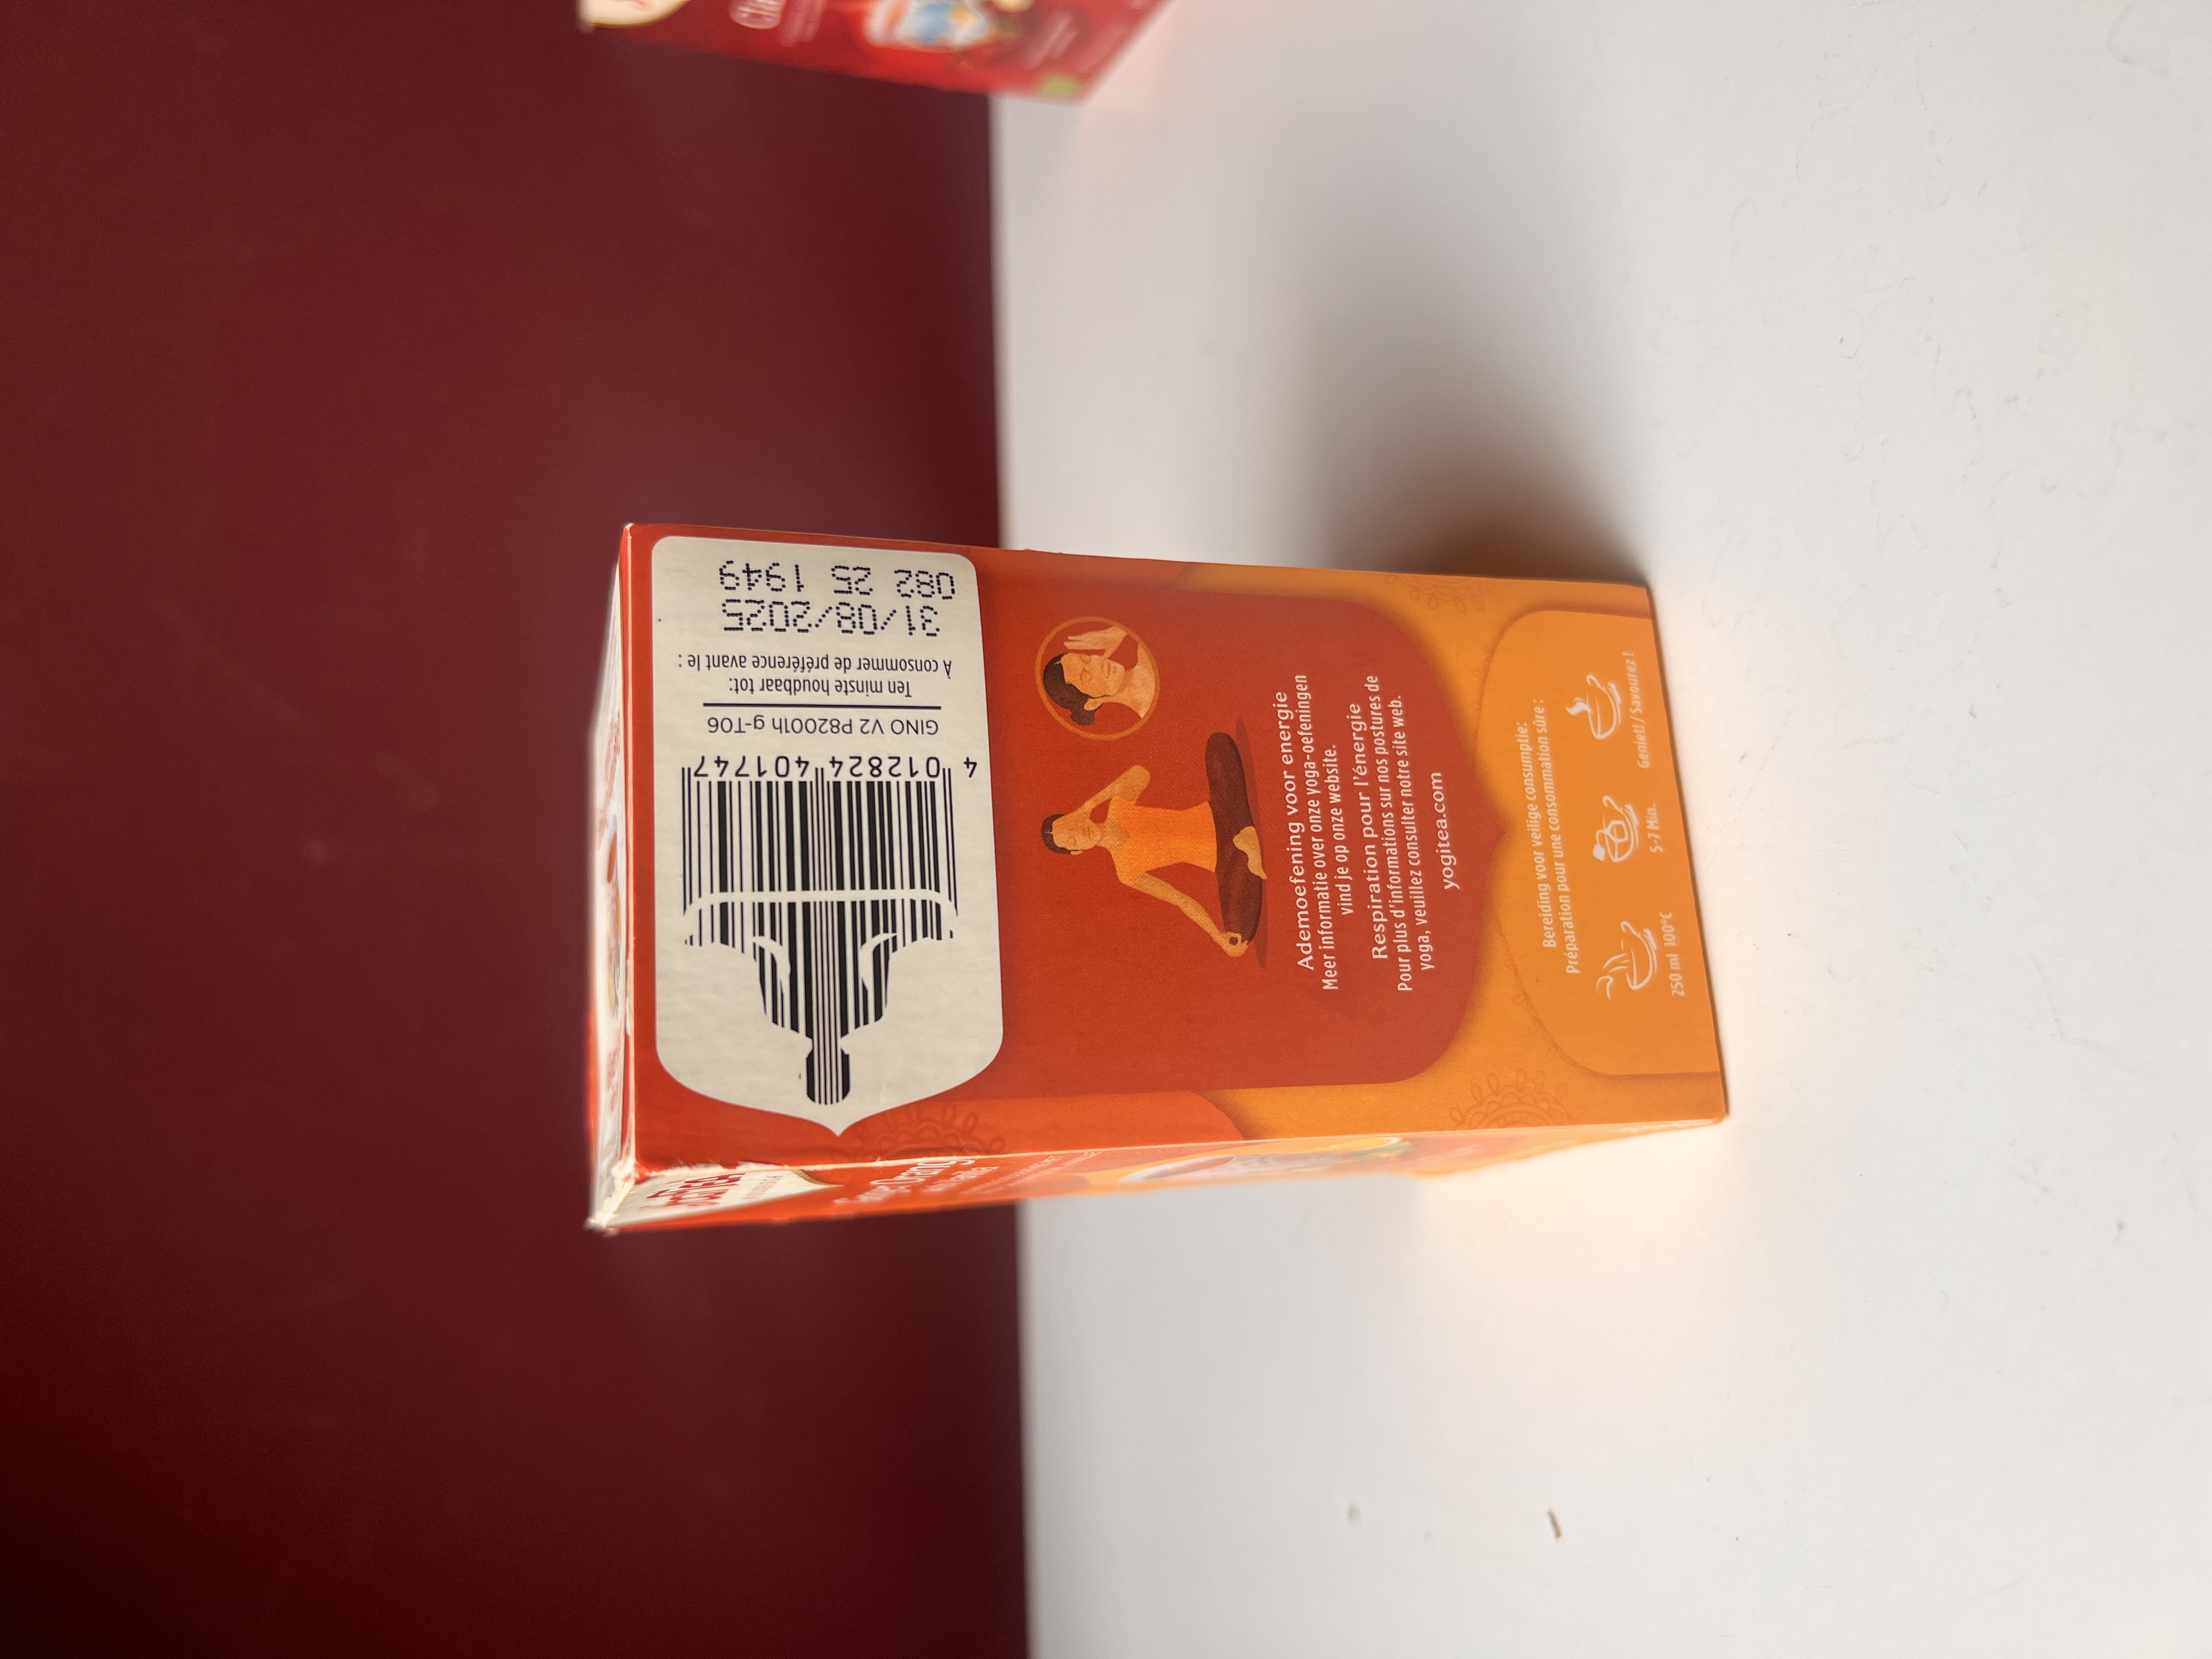 4 012824 401747
GINO V2 P82001h g-T06
Ten minste houdbaar tot:
À consommer de préférence avant le :
31/08/2025
082 25 1949
Ademoefening voor energie
Meer informatie over onze yoga-oefeningen
vind je op onze website.
Respiration pour l'énergie
Pour plus d'informations sur nos postures de
yoga, veuillez consulter notre site web.
yogitea.com
Bereiding voor veilige consumptie:
Préparation pour une consommation sûre :
250 ml 100°C
5-7 Min.
Geniet! / Savourez !